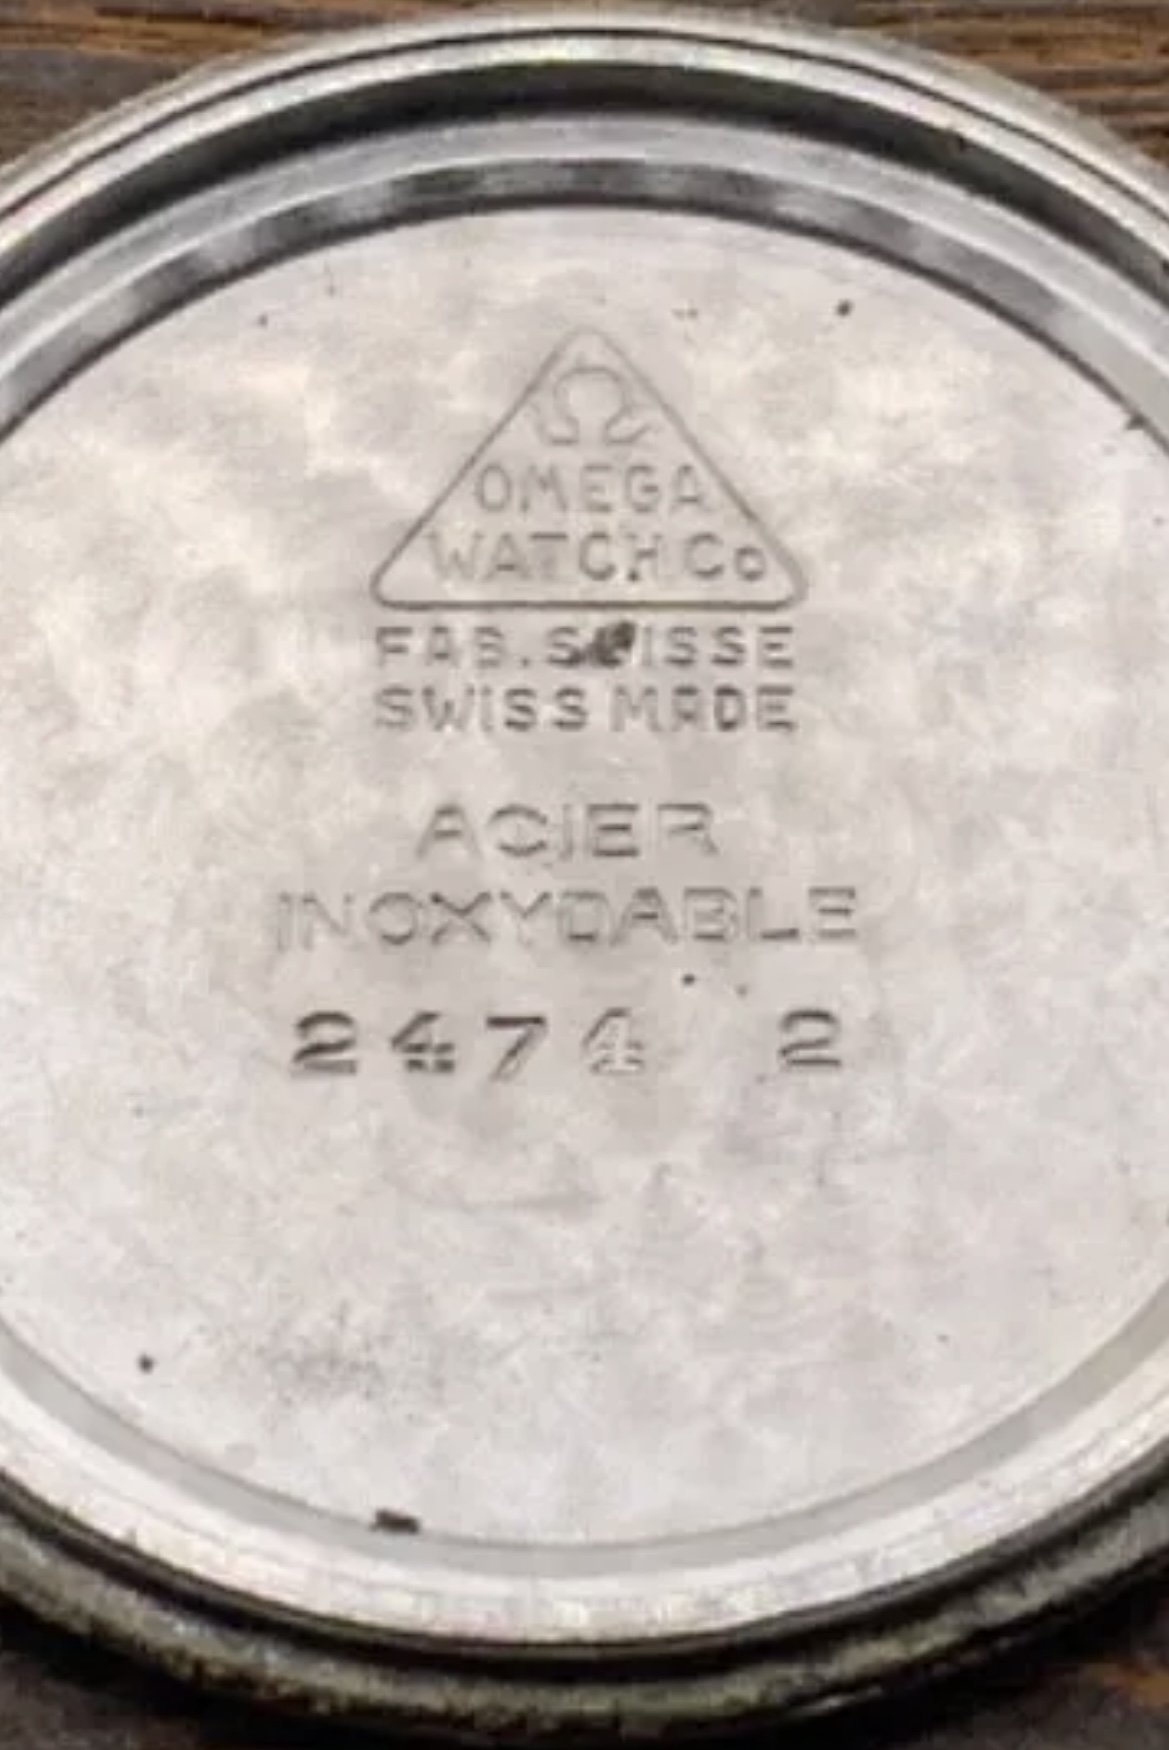 Ω
OMEGA
WATCH Co
FAB. SUISSE
SWISS MADE
ACIER
INOXYDABLE
2474 2